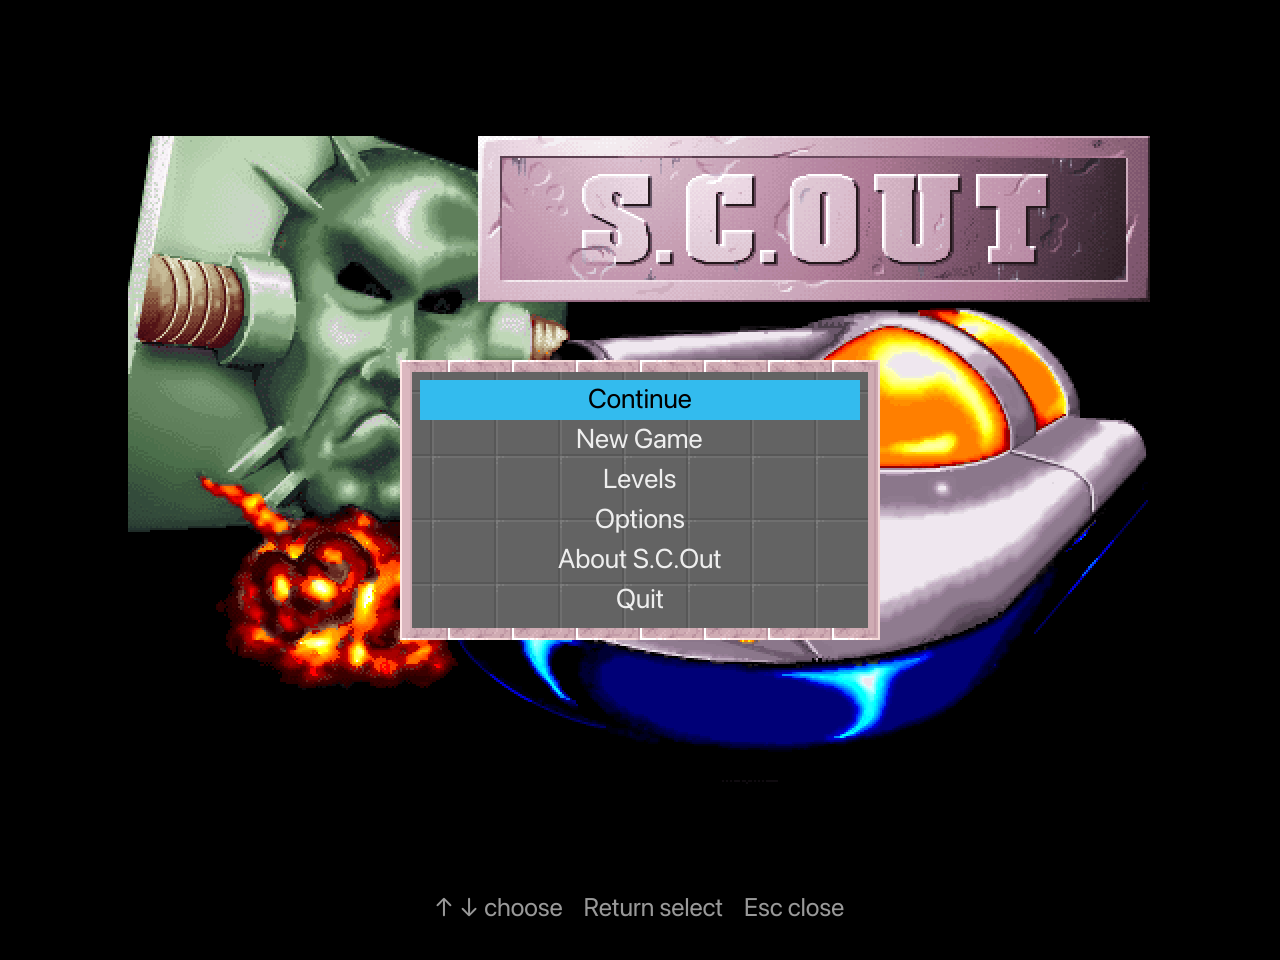 S.C.OUT
Continue
New Game
Levels
Options
About S.C.Out
Quit
↑ ↓ choose Return select Esc close